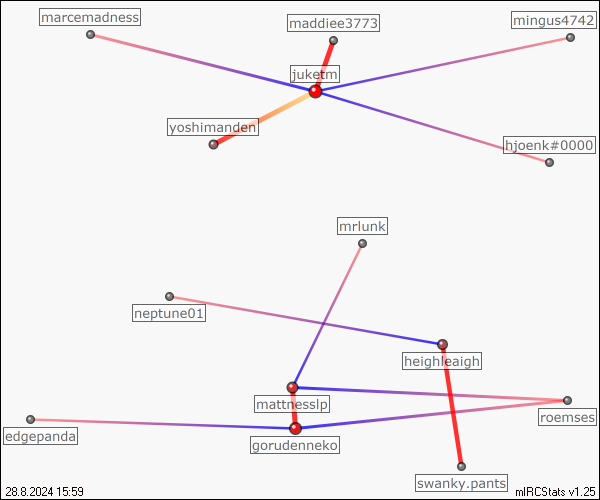 marcemadness
maddiee3773
mingus4742
juketm
yoshimanden
hjoenk#0000
mrlunk
neptune01
heighleaigh
mattnesslp
roemses
edgepanda
gorudenneko
swanky.pants
28.8.2024 15:59
mIRCStats v1.25